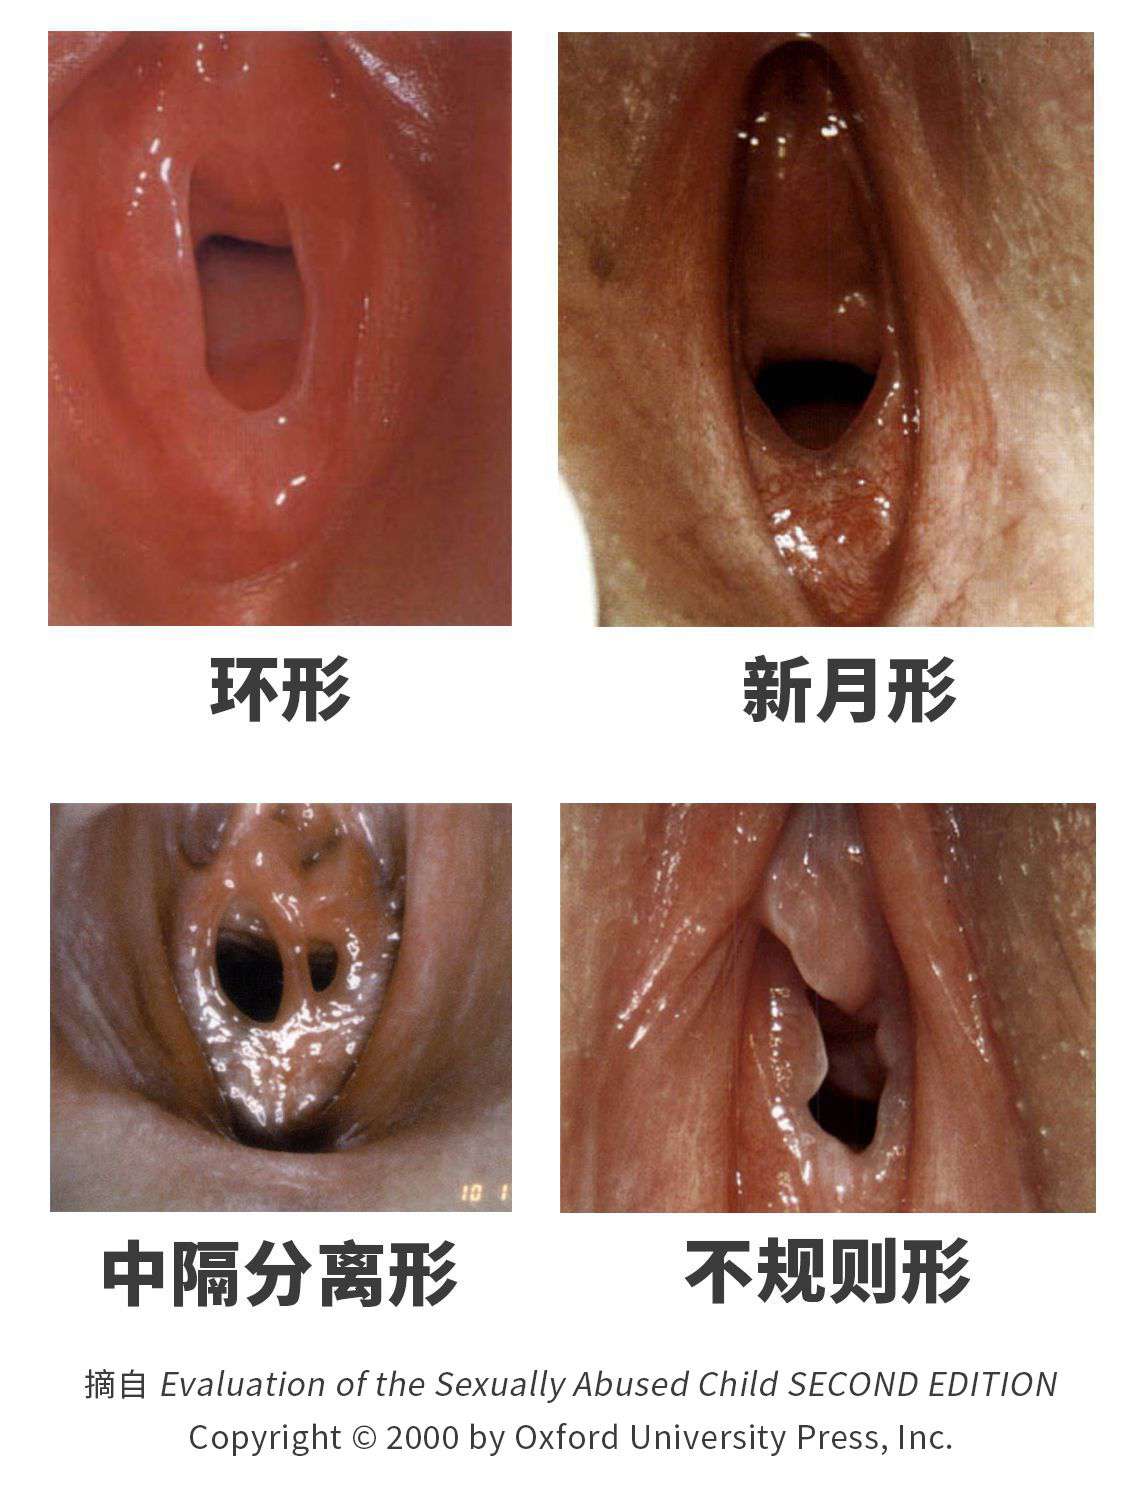 环形
新月形
10 1
中隔分离形
不规则形
摘自 Evaluation of the Sexually Abused Child SECOND EDITION
Copyright © 2000 by Oxford University Press, Inc.